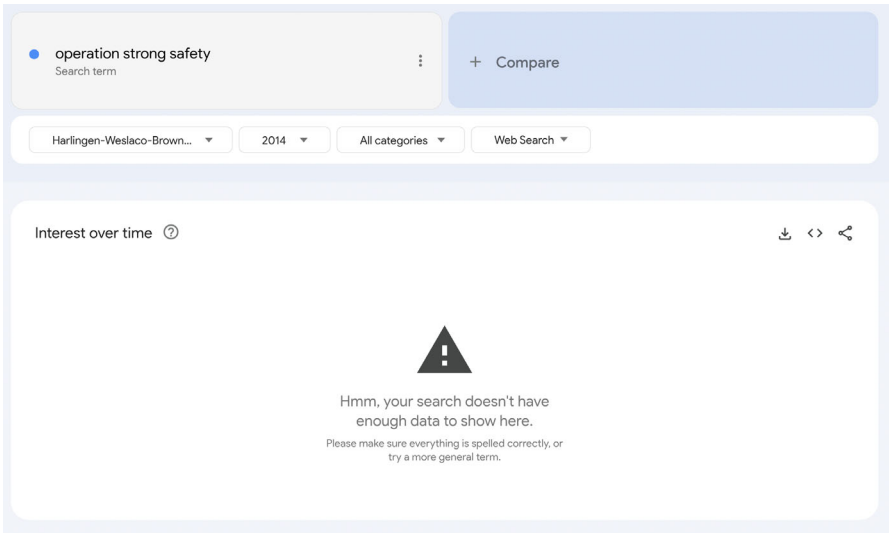 operation strong safety
Search term
+ Compare
Harlingen-Weslaco-Brown...
2014
All categories
Web Search
Interest over time
Hmm, your search doesn't have
enough data to show here.
Please make sure everything is spelled correctly, or
try a more general term.